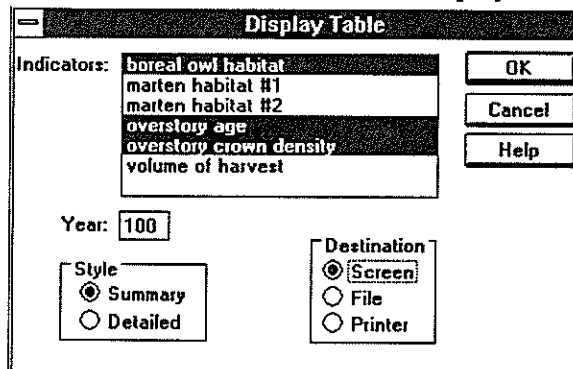 Display Table
Indicators:
boreal owl habitat
marten habitat #1
marten habitat #2
overstory age
overstory crown density
volume of harvest
OK
Cancel
Help
Year: 100
Style
Summary
Detailed
Destination
Screen
File
Printer